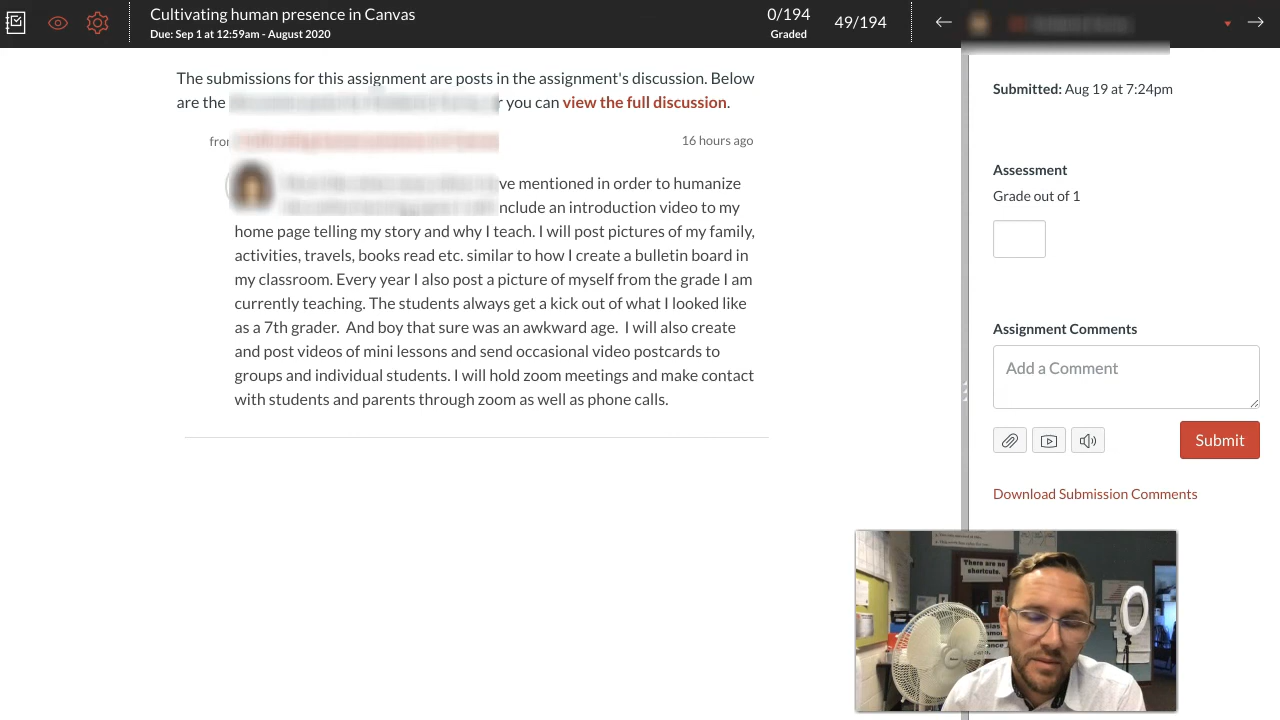 Cultivating human presence in Canvas
Due: Sep 1 at 12:59am - August 2020
0/194
Graded
49/194
The submissions for this assignment are posts in the assignment's discussion. Below
are the
r you can view the full discussion.
16 hours ago
ve mentioned in order to humanize
nclude an introduction video to my
home page telling my story and why I teach. I will post pictures of my family,
activities, travels, books read etc. similar to how I create a bulletin board in
my classroom. Every year I also post a picture of myself from the grade I am
currently teaching. The students always get a kick out of what I looked like
as a 7th grader.  And boy that sure was an awkward age.  I will also create
and post videos of mini lessons and send occasional video postcards to
groups and individual students. I will hold zoom meetings and make contact
with students and parents through zoom as well as phone calls.
Submitted: Aug 19 at 7:24pm
Assessment
Grade out of 1
Assignment Comments
Add a Comment
Submit
Download Submission Comments
There are no
shortcuts.